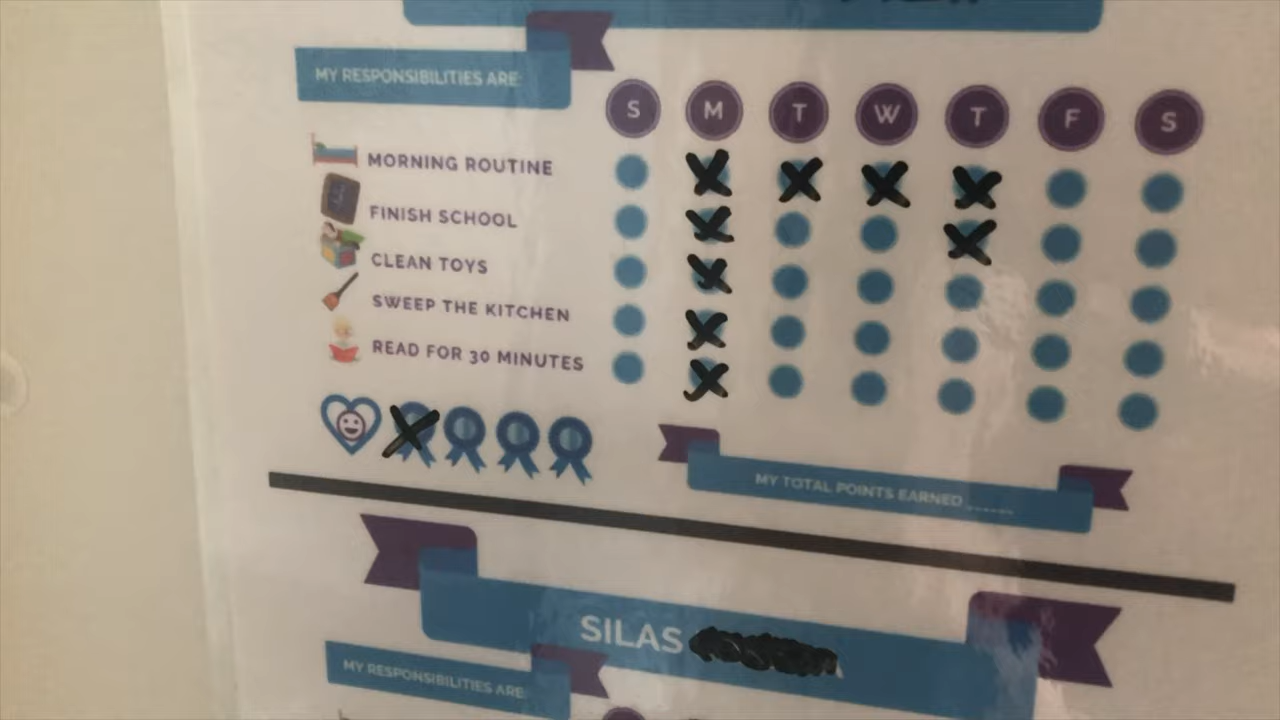 MY RESPONSIBILITIES ARE:
S M T W T F S
MORNING ROUTINE
FINISH SCHOOL
CLEAN TOYS
SWEEP THE KITCHEN
READ FOR 30 MINUTES
MY TOTAL POINTS EARNED ______
SILAS
MY RESPONSIBILITIES ARE: